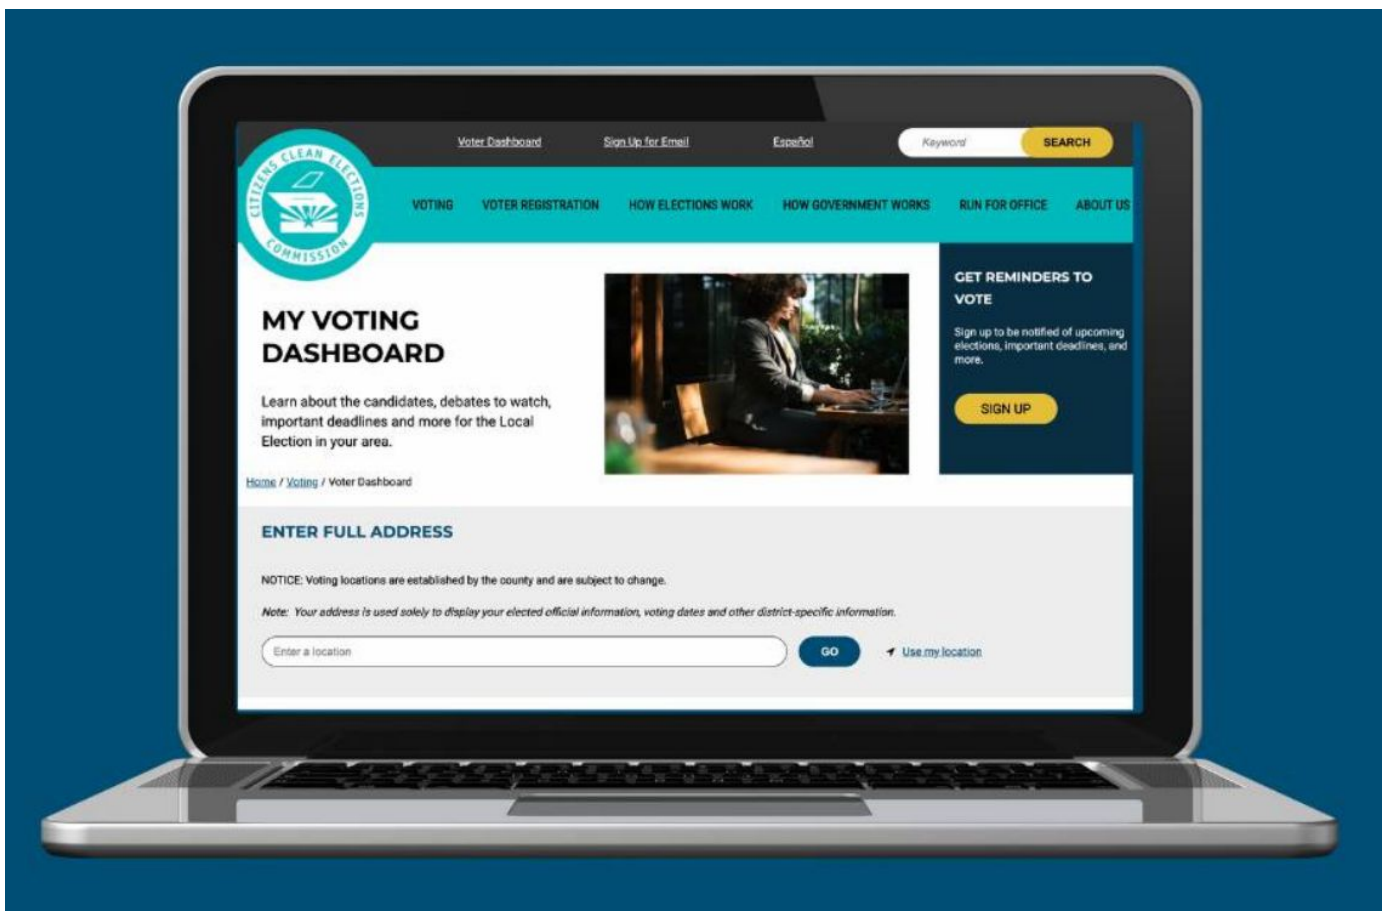 Voter Dashboard
Sign Up for Email
Español
Keyword
SEARCH
CITIZENS CLEAN ELECTIONS
COMMISSION
VOTING
VOTER REGISTRATION
HOW ELECTIONS WORK
HOW GOVERNMENT WORKS
RUN FOR OFFICE
ABOUT US
MY VOTING
DASHBOARD
Learn about the candidates, debates to watch,
important deadlines and more for the Local
Election in your area.
GET REMINDERS TO
VOTE
Sign up to be notified of upcoming
elections, important deadlines, and
more.
SIGN UP
Home / Voting / Voter Dashboard
ENTER FULL ADDRESS
NOTICE: Voting locations are established by the county and are subject to change.
Note: Your address is used solely to display your elected official information, voting dates and other district-specific information.
Enter a location
GO
Use my location